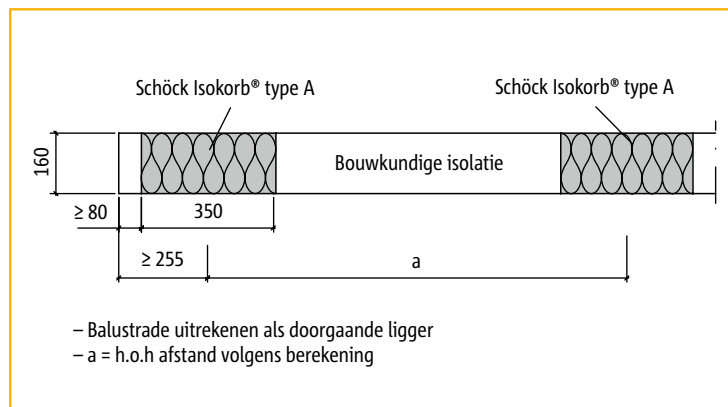 Schöck Isokorb® type A
Schöck Isokorb® type A
160
Bouwkundige isolatie
≥ 80
350
≥ 255
a
– Balustrade uitrekenen als doorgaande ligger
– a = h.o.h afstand volgens berekening